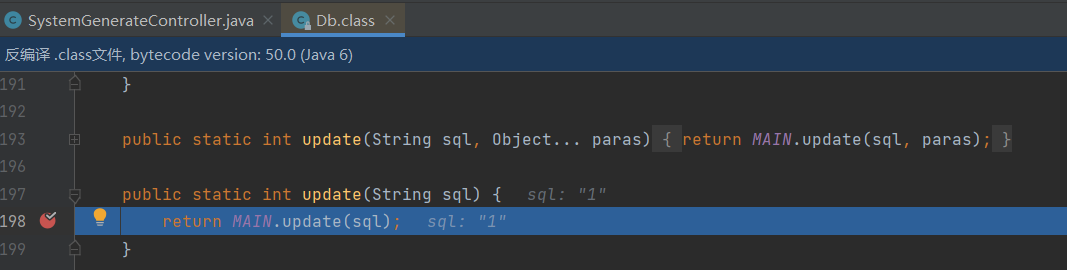 SystemGenerateController.java Db.class
反编译 .class文件, bytecode version: 50.0 (Java 6)
191 }
192
193 public static int update(String sql, Object... paras) { return MAIN.update(sql, paras); }
196
197 public static int update(String sql) { sql: "1"
198 return MAIN.update(sql); sql: "1"
199 }